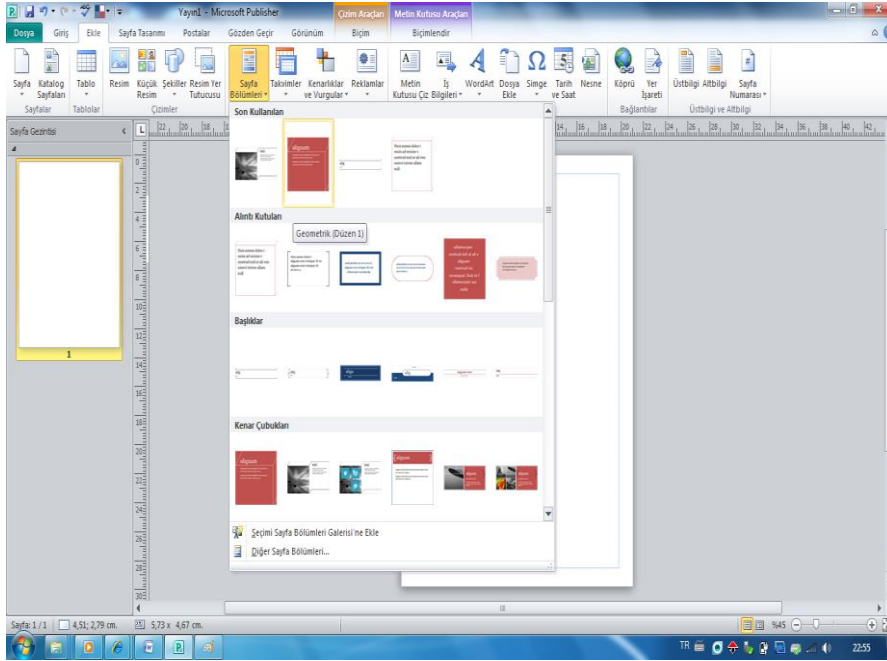 Yayın1 - Microsoft Publisher
Çizim Araçları
Metin Kutusu Araçları
Dosya Giriş Ekle Sayfa Tasarımı Postalar Gözden Geçir Görünüm Biçim Biçimlendir
Sayfa
Katalog Sayfaları
Tablo
Resim
Küçük Resim
Şekiller
Resim Yer Tutucusu
Sayfa Bölümleri
Takvimler
Kenarlıklar ve Vurgular
Reklamlar
Metin Kutusu Çiz
İş Bilgileri
WordArt
Dosya Ekle
Simge
Tarih ve Saat
Nesne
Köprü
Yer İşareti
Üstbilgi
Altbilgi
Sayfa Numarası
Sayfalar Tablolar Çizimler Bağlantılar Üstbilgi ve Altbilgi
Sayfa Gezintisi
1
Son Kullanılan
aliquam
Alıntı Kutuları
Geometrik (Düzen 1)
Başlıklar
Kenar Çubukları
aliquam
aliquam
Seçimi Sayfa Bölümleri Galerisi'ne Ekle
Diğer Sayfa Bölümleri...
Sayfa: 1 / 1 4,51; 2,79 cm. 5,73 x 4,67 cm. %45
TR 22:55